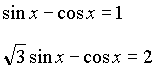 sin x − cos x = 1
√3 sin x − cos x = 2